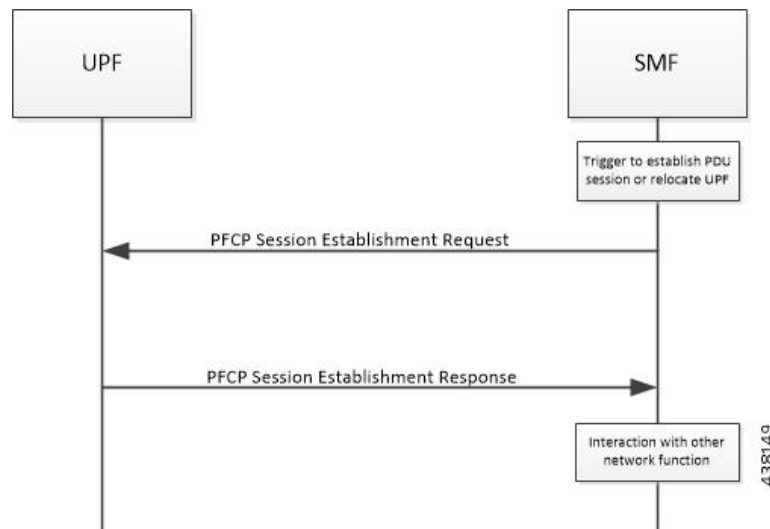 UPF
SMF
Trigger to establish PDU
session or relocate UPF
PFCP Session Establishment Request
PFCP Session Establishment Response
Interaction with other
network function
438149